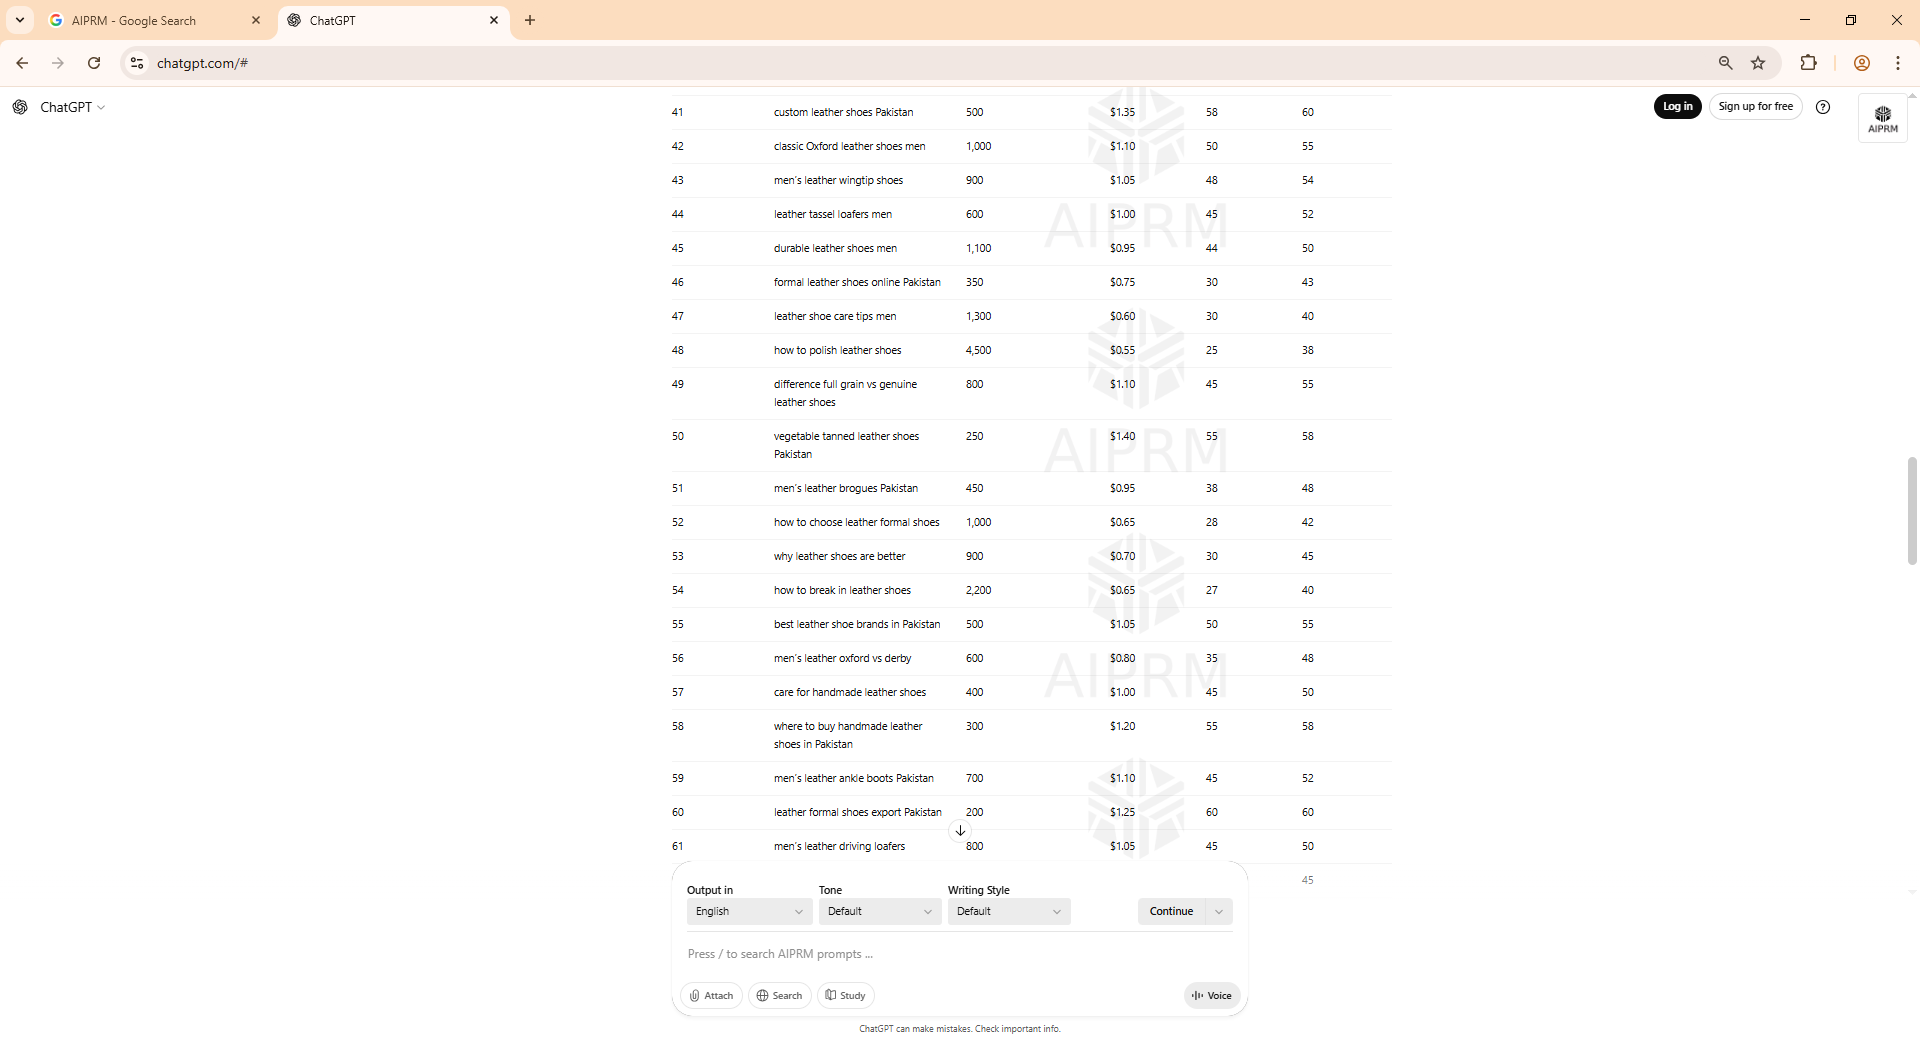 AIPRM - Google Search
ChatGPT
chatgpt.com/#
ChatGPT
Log in
Sign up for free
AIPRM
41 custom leather shoes Pakistan 500 $1.35 58 60
42 classic Oxford leather shoes men 1,000 $1.10 50 55
43 men's leather wingtip shoes 900 $1.05 48 54
44 leather tassel loafers men 600 $1.00 45 52
AIPRM
45 durable leather shoes men 1,100 $0.95 44 50
46 formal leather shoes online Pakistan 350 $0.75 30 43
47 leather shoe care tips men 1,300 $0.60 30 40
48 how to polish leather shoes 4,500 $0.55 25 38
49 difference full grain vs genuine 800 $1.10 45 55
leather shoes
50 vegetable tanned leather shoes 250 $1.40 55 58
Pakistan
AIPRM
51 men's leather brogues Pakistan 450 $0.95 38 48
52 how to choose leather formal shoes 1,000 $0.65 28 42
53 why leather shoes are better 900 $0.70 30 45
54 how to break in leather shoes 2,200 $0.65 27 40
55 best leather shoe brands in Pakistan 500 $1.05 50 55
56 men's leather oxford vs derby 600 $0.80 35 48
AIPRM
57 care for handmade leather shoes 400 $1.00 45 50
58 where to buy handmade leather 300 $1.20 55 58
shoes in Pakistan
59 men's leather ankle boots Pakistan 700 $1.10 45 52
60 leather formal shoes export Pakistan 200 $1.25 60 60
61 men's leather driving loafers 800 $1.05 45 50
45
Output in Tone Writing Style
English Default Default Continue
Press / to search AIPRM prompts ...
Attach Search Study Voice
ChatGPT can make mistakes. Check important info.